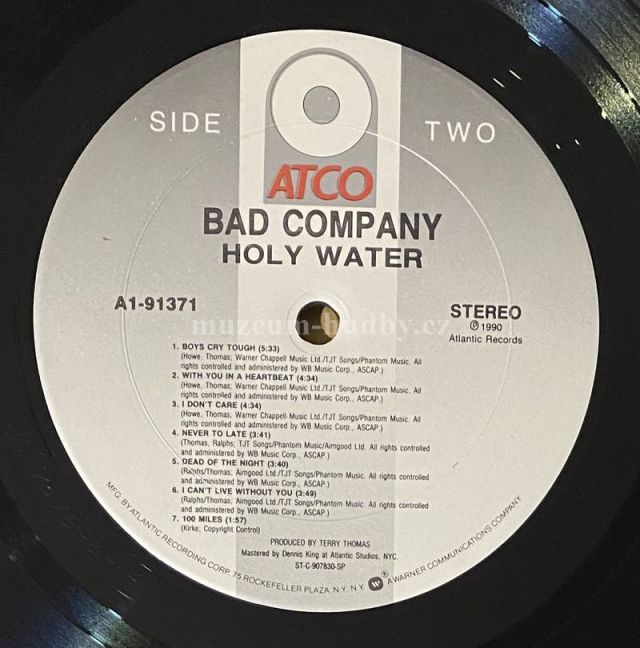 SIDE TWO
ATCO
BAD COMPANY
HOLY WATER
A1-91371
STEREO
℗ 1990
Atlantic Records
muzeum-hudby.cz
1. BOYS CRY TOUGH (5:33)
(Howe, Thomas; Warner Chappell Music Ltd./TJT Songs/Phantom Music. All
rights controlled and administered by WB Music Corp., ASCAP.)
2. WITH YOU IN A HEARTBEAT (4:34)
(Howe, Thomas; Warner Chappell Music Ltd./TJT Songs/Phantom Music. All
rights controlled and administered by WB Music Corp., ASCAP.)
3. I DON'T CARE (4:34)
(Howe, Thomas; Warner Chappell Music Ltd./TJT Songs/Phantom Music. All
rights controlled and administered by WB Music Corp., ASCAP.)
4. NEVER TO LATE (3:41)
(Thomas, Ralphs; TJT Songs/Phantom Music/Aimgood Ltd. All rights controlled
and administered by WB Music Corp., ASCAP.)
5. DEAD OF THE NIGHT (3:40)
(Ralphs/Thomas; Aimgood Ltd./TJT Songs/Phantom Music. All rights controlled
and administered by WB Music Corp., ASCAP.)
6. I CAN'T LIVE WITHOUT YOU (3:49)
(Ralphs/Thomas; Aimgood Ltd./TJT Songs/Phantom Music. All rights controlled
and administered by WB Music Corp., ASCAP.)
7. 100 MILES (1:57)
(Kirke; Copyright Control)
PRODUCED BY TERRY THOMAS
Mastered by Dennis King at Atlantic Studios, NYC.
ST-C-907830-SP
MFG. BY ATLANTIC RECORDING CORP. 75 ROCKEFELLER PLAZA, N.Y. N.Y. W ® A WARNER COMMUNICATIONS COMPANY